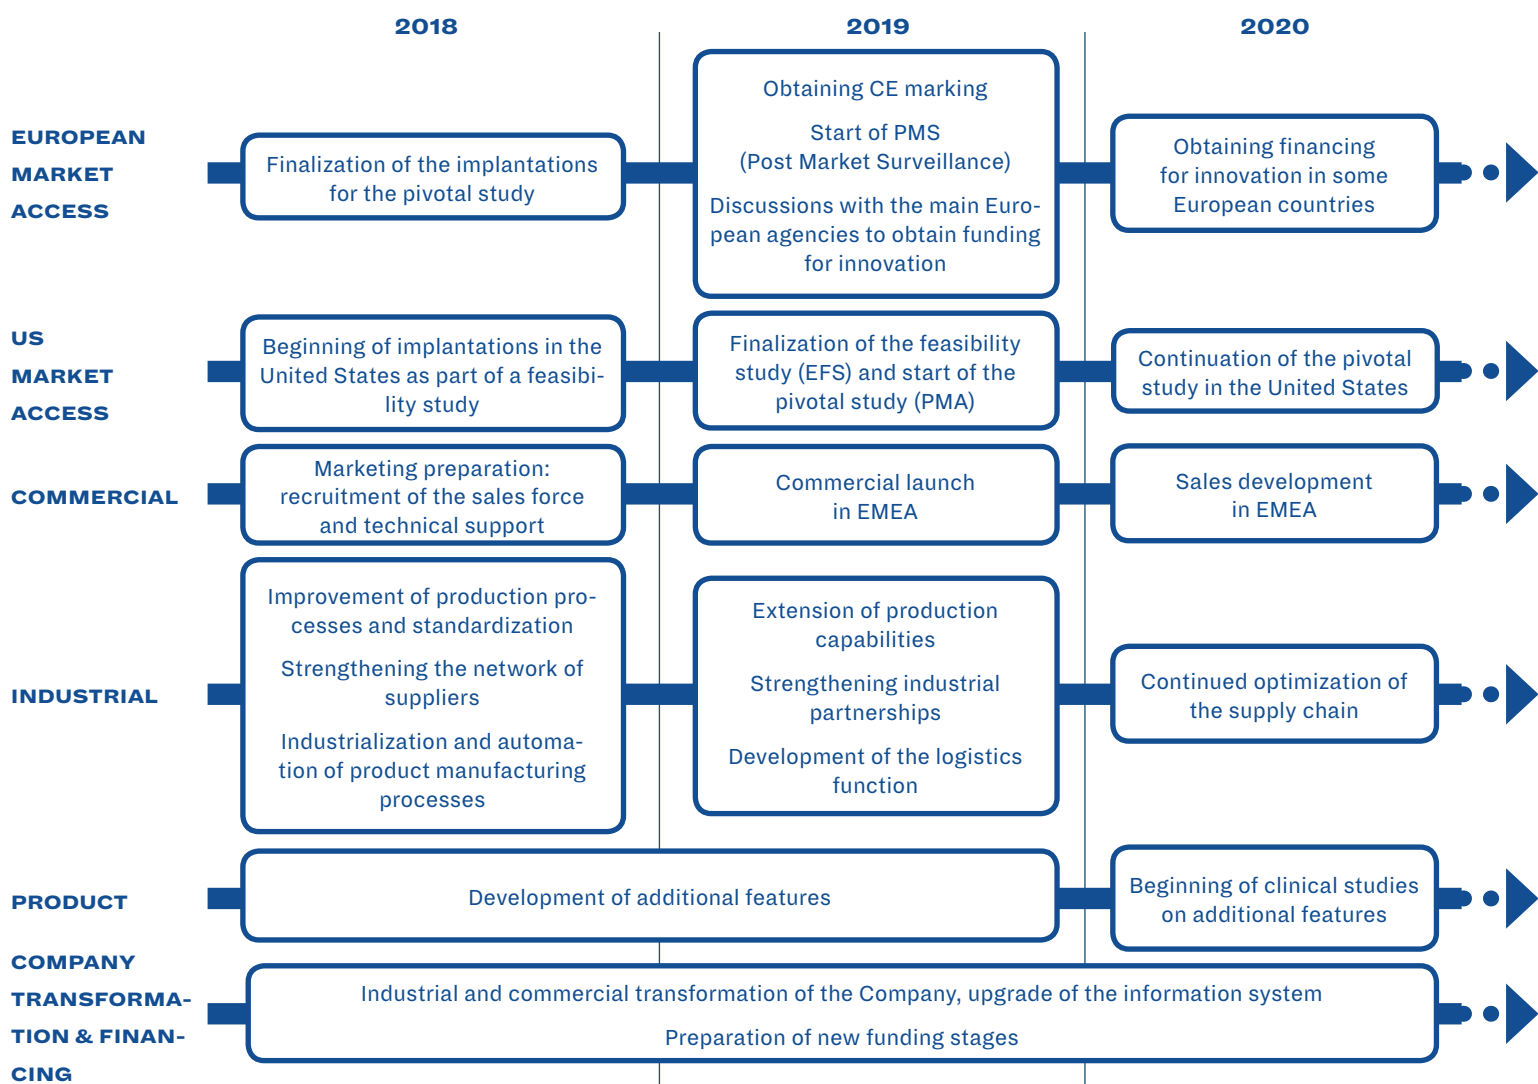 2018
2019
2020
EUROPEAN
MARKET
ACCESS
Finalization of the implantations
for the pivotal study
Obtaining CE marking
Start of PMS
(Post Market Surveillance)
Discussions with the main Euro-
pean agencies to obtain funding
for innovation
Obtaining financing
for innovation in some
European countries
US
MARKET
ACCESS
Beginning of implantations in the
United States as part of a feasibi-
lity study
Finalization of the feasibility
study (EFS) and start of the
pivotal study (PMA)
Continuation of the pivotal
study in the United States
COMMERCIAL
Marketing preparation:
recruitment of the sales force
and technical support
Commercial launch
in EMEA
Sales development
in EMEA
INDUSTRIAL
Improvement of production pro-
cesses and standardization
Strengthening the network of
suppliers
Industrialization and automa-
tion of product manufacturing
processes
Extension of production
capabilities
Strengthening industrial
partnerships
Development of the logistics
function
Continued optimization of
the supply chain
PRODUCT
Development of additional features
Beginning of clinical studies
on additional features
COMPANY
TRANSFORMA-
TION & FINAN-
CING
Industrial and commercial transformation of the Company, upgrade of the information system
Preparation of new funding stages